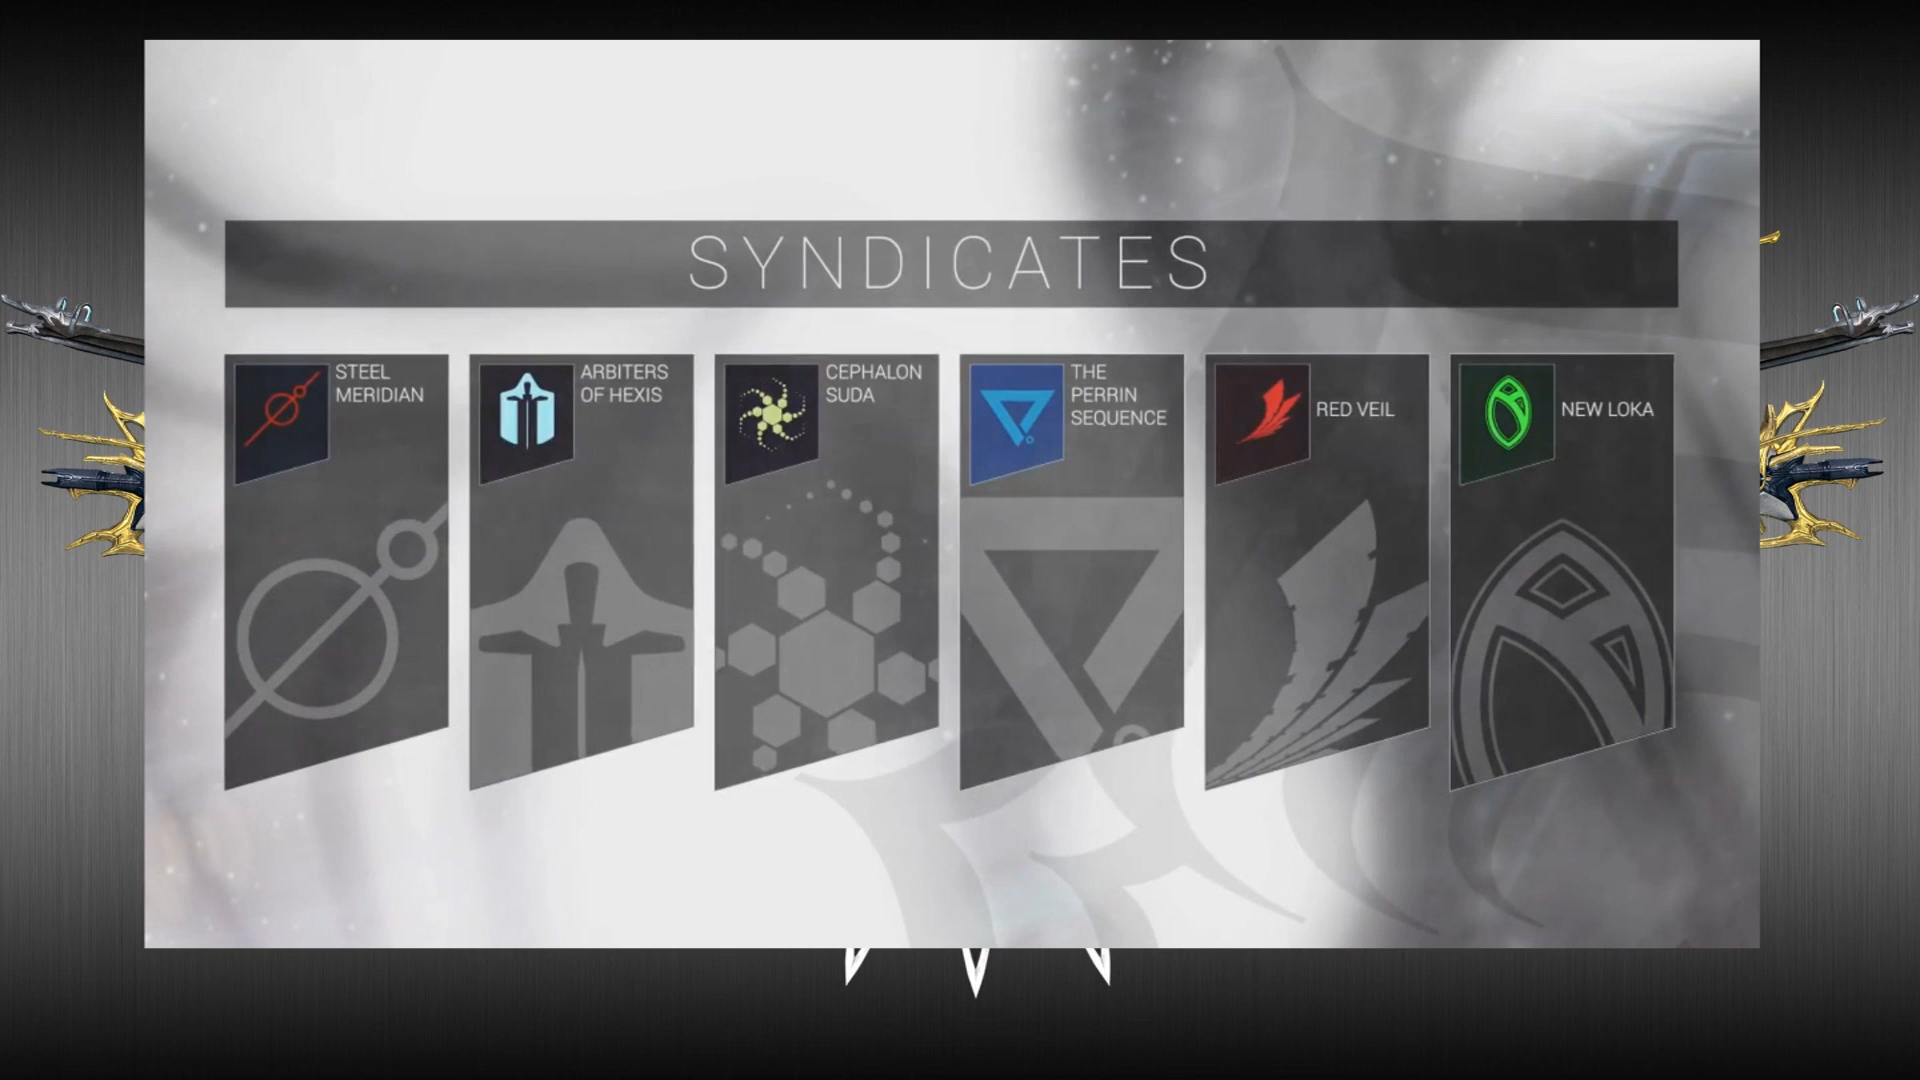 SYNDICATES
STEEL
MERIDIAN
ARBITERS
OF HEXIS
CEPHALON
SUDA
THE
PERRIN
SEQUENCE
RED VEIL
NEW LOKA